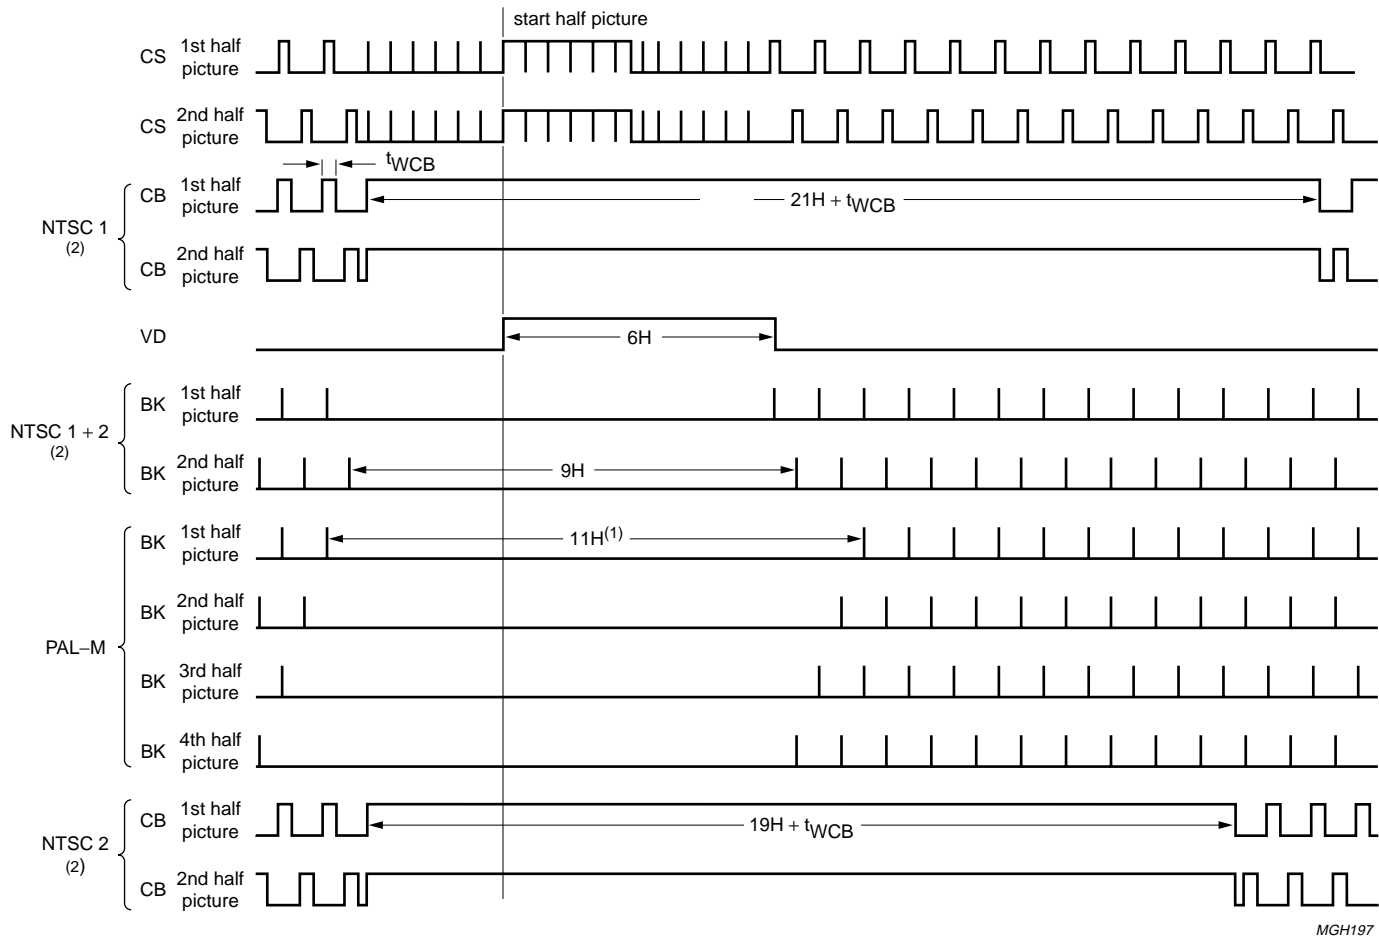 start half picture
CS 1st half
picture
CS 2nd half
picture
tWCB
NTSC 1
(2)
CB 1st half
picture
21H + tWCB
CB 2nd half
picture
VD
6H
NTSC 1 + 2
(2)
BK 1st half
picture
BK 2nd half
picture
9H
PAL–M
BK 1st half
picture
11H(1)
BK 2nd half
picture
BK 3rd half
picture
BK 4th half
picture
NTSC 2
(2)
CB 1st half
picture
19H + tWCB
CB 2nd half
picture
MGH197